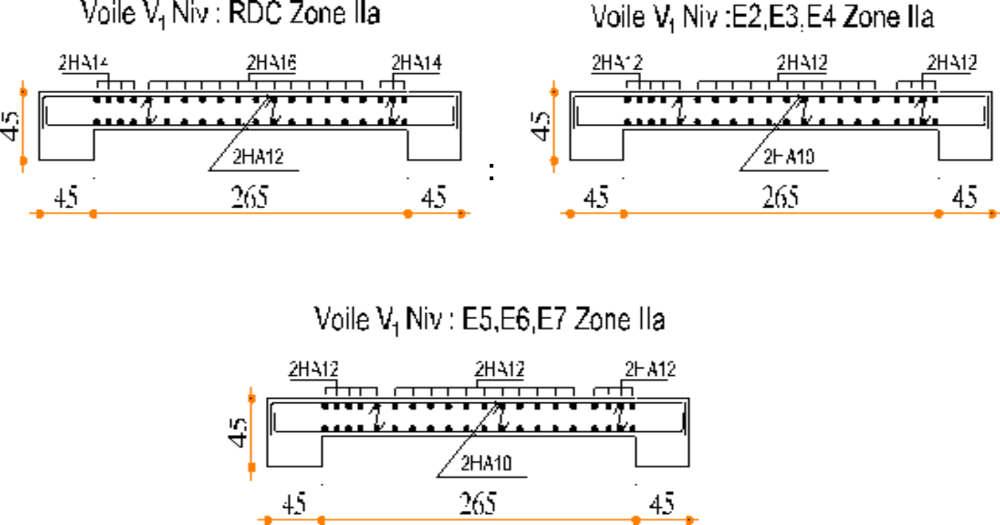 Voile V1 Niv : RDC Zone IIa
2HA14 2HA16 2HA14
45
2HA12
45 265 45
:
Voile V1 Niv :E2,E3,E4 Zone IIa
2HA12 2HA12 2HA12
45
2HA10
45 265 45
Voile V1 Niv : E5,E6,E7 Zone IIa
2HA12 2HA12 2HA12
45
2HA10
45 265 45